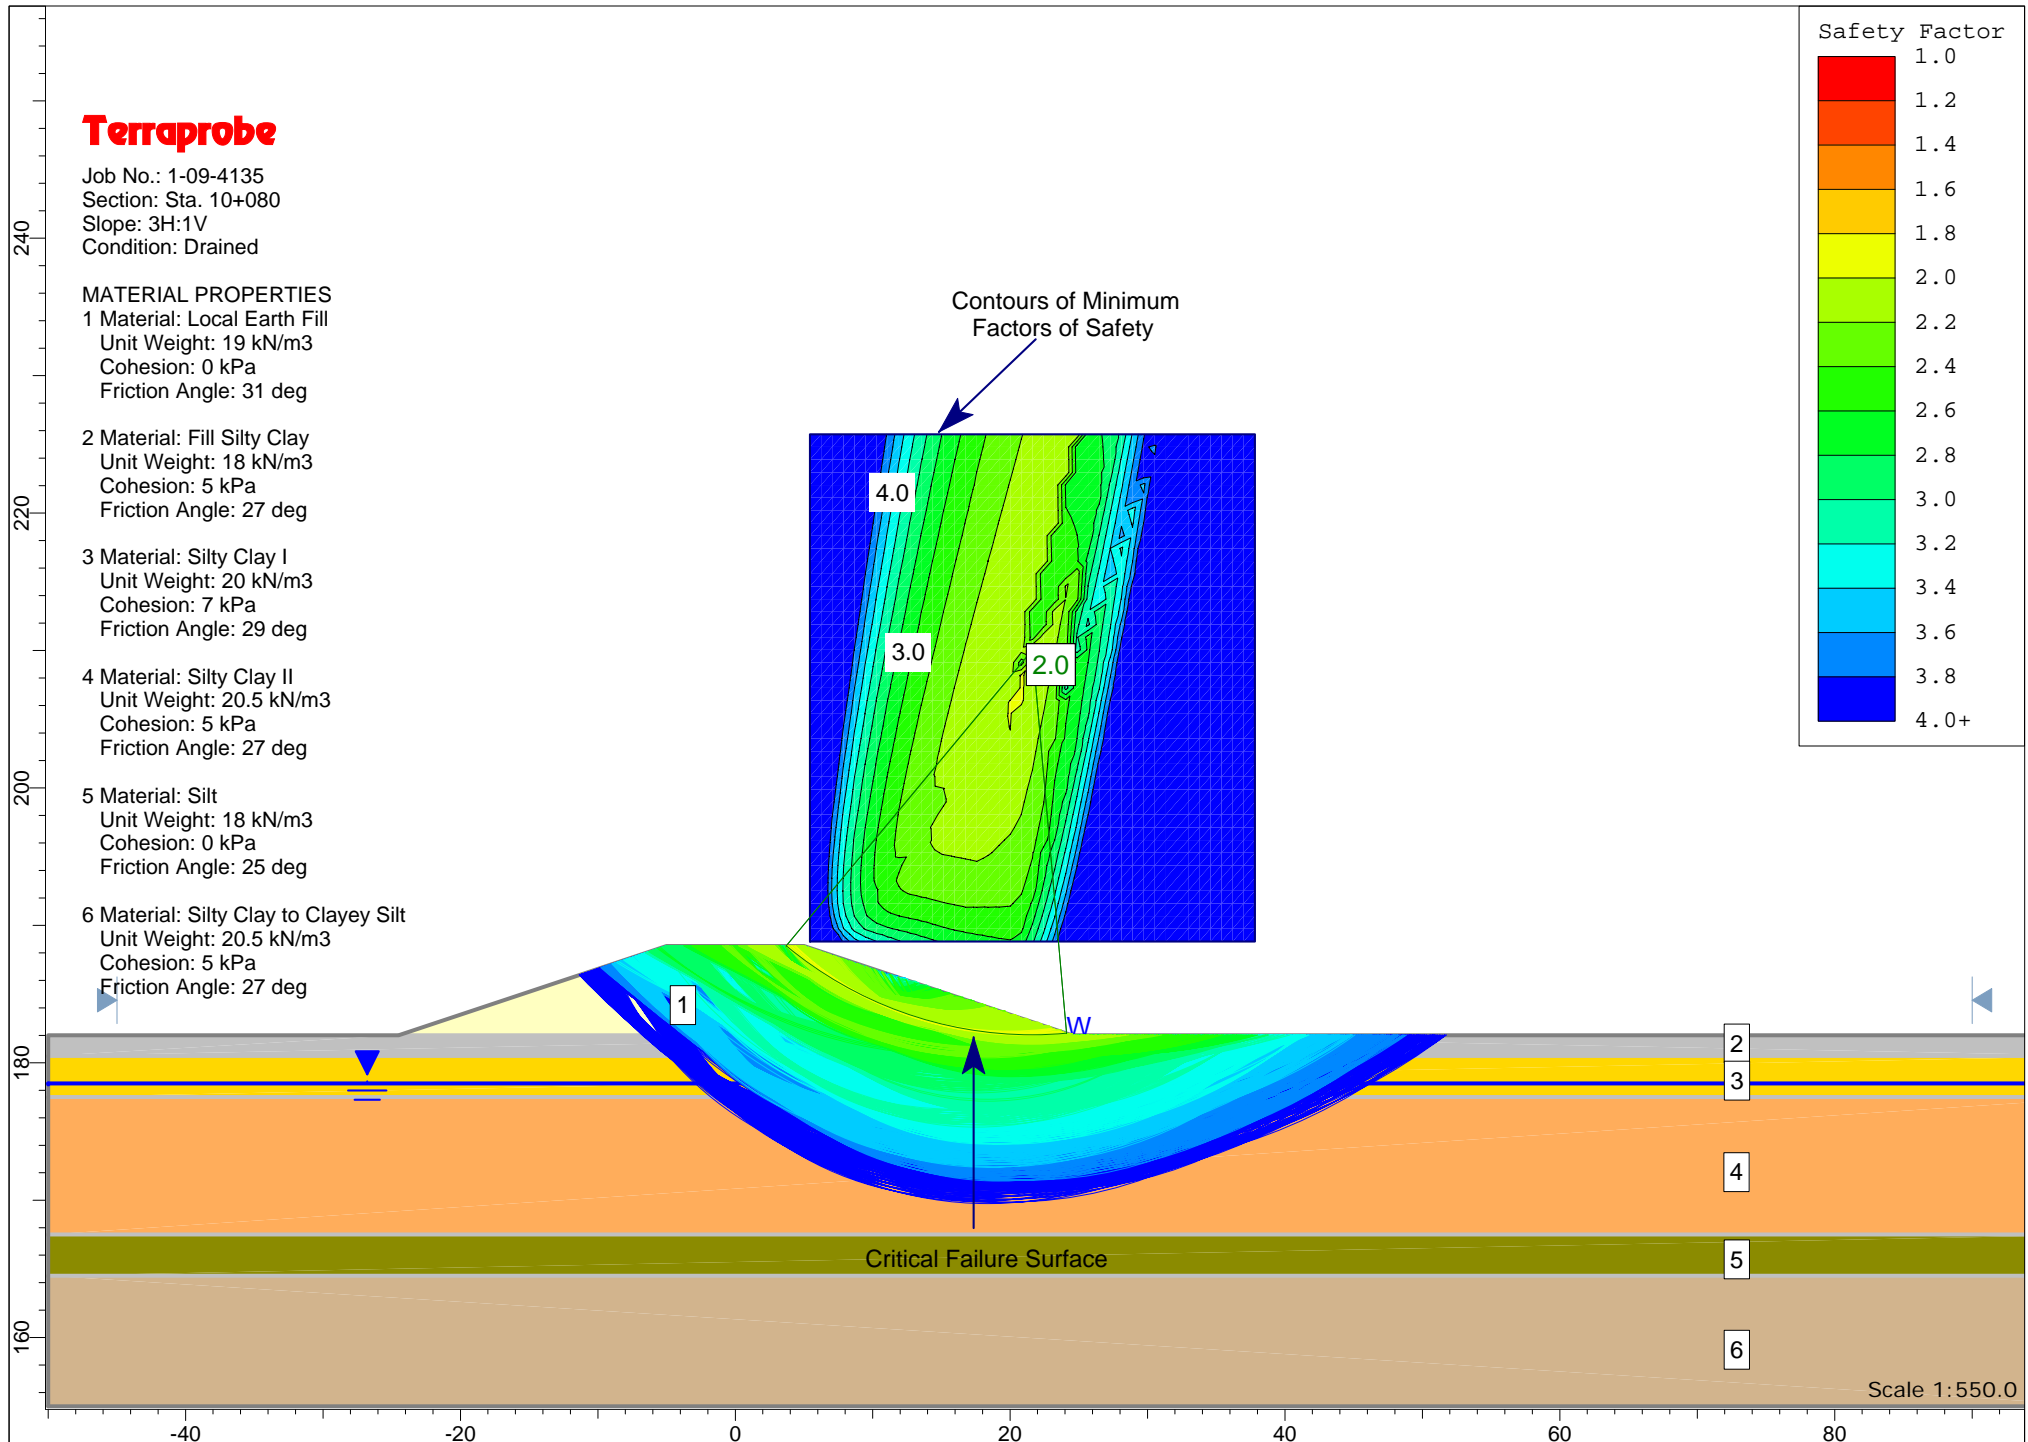 Terraprobe
Job No.: 1-09-4135
Section: Sta. 10+080
Slope: 3H:1V
Condition: Drained
MATERIAL PROPERTIES
1 Material: Local Earth Fill
Unit Weight: 19 kN/m3
Cohesion: 0 kPa
Friction Angle: 31 deg
2 Material: Fill Silty Clay
Unit Weight: 18 kN/m3
Cohesion: 5 kPa
Friction Angle: 27 deg
3 Material: Silty Clay I
Unit Weight: 20 kN/m3
Cohesion: 7 kPa
Friction Angle: 29 deg
4 Material: Silty Clay II
Unit Weight: 20.5 kN/m3
Cohesion: 5 kPa
Friction Angle: 27 deg
5 Material: Silt
Unit Weight: 18 kN/m3
Cohesion: 0 kPa
Friction Angle: 25 deg
6 Material: Silty Clay to Clayey Silt
Unit Weight: 20.5 kN/m3
Cohesion: 5 kPa
Friction Angle: 27 deg
Contours of Minimum
Factors of Safety
4.0
3.0
2.0
Safety Factor
1.0
1.2
1.4
1.6
1.8
2.0
2.2
2.4
2.6
2.8
3.0
3.2
3.4
3.6
3.8
4.0+
W
1
2
3
4
5
6
Critical Failure Surface
Scale 1:550.0
240
220
200
180
160
-40
-20
0
20
40
60
80